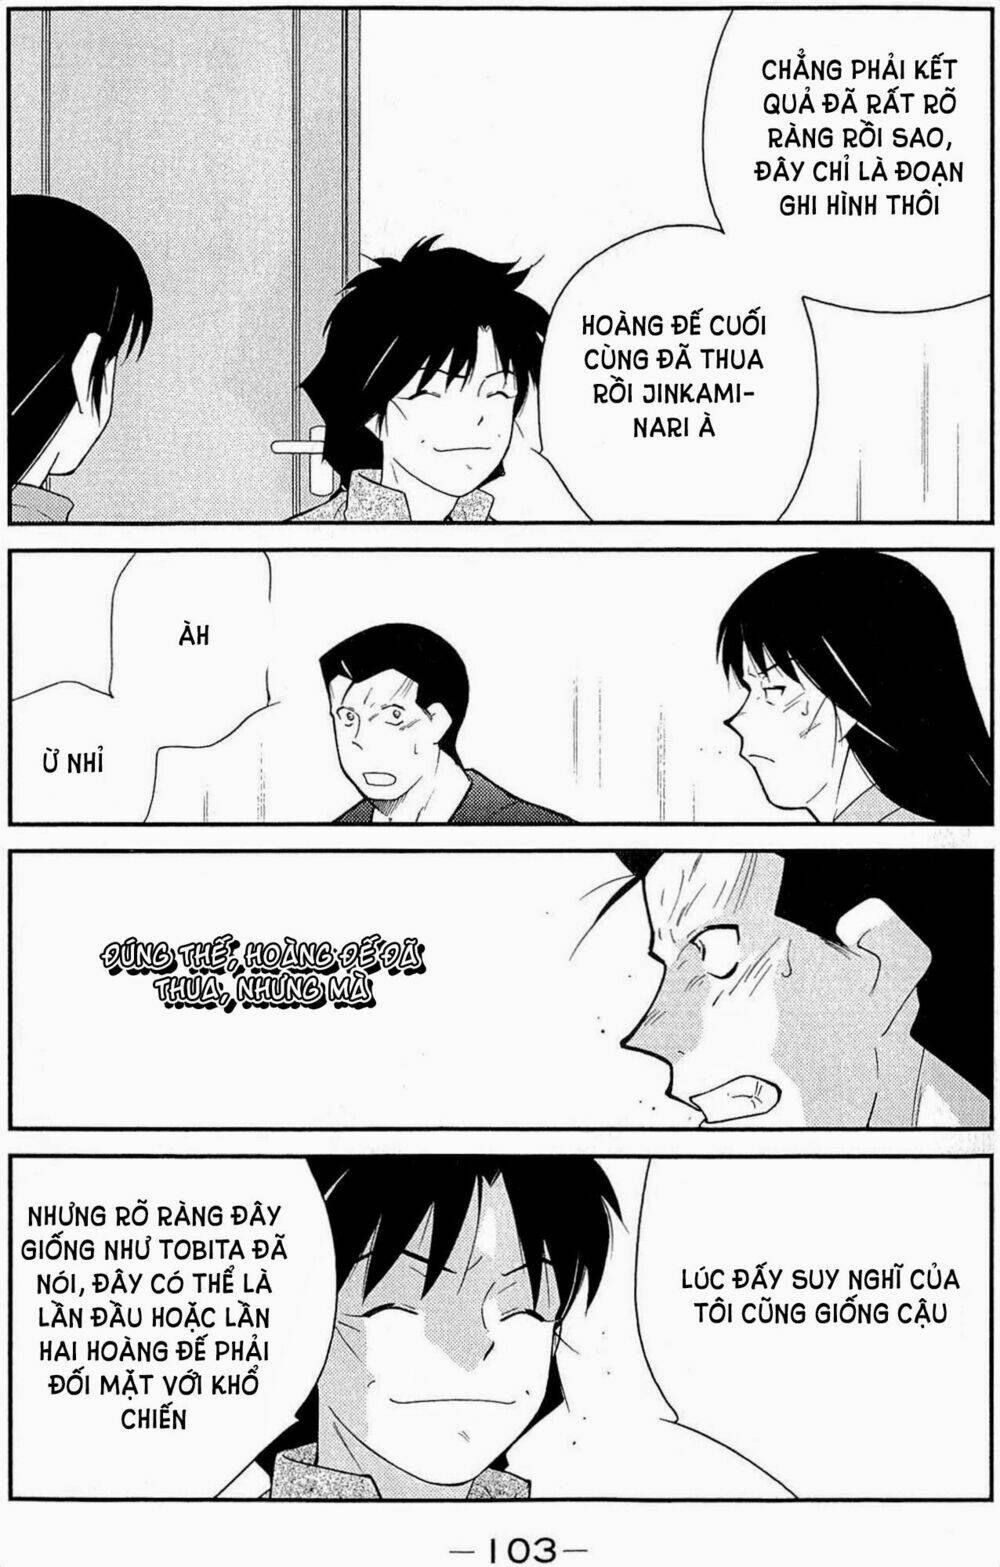 CHẲNG PHẢI KẾT
QUẢ ĐÃ RẤT RÕ
RÀNG RỒI SAO,
ĐÂY CHỈ LÀ ĐOẠN
GHI HÌNH THÔI
HOÀNG ĐẾ CUỐI
CÙNG ĐÃ THUA
RỒI JINKAMI-
NARI À
ÀH
Ừ NHỈ
ĐÚNG THẾ, HOÀNG ĐẾ ĐÃ
THUA, NHƯNG MÀ
LÚC ĐẤY SUY NGHĨ CỦA
TÔI CŨNG GIỐNG CẬU
NHƯNG RÕ RÀNG ĐÂY
GIỐNG NHƯ TOBITA ĐÃ
NÓI, ĐÂY CÓ THỂ LÀ
LẦN ĐẦU HOẶC LẦN
HAI HOÀNG ĐẾ PHẢI
ĐỐI MẶT VỚI KHỔ
CHIẾN
—103—